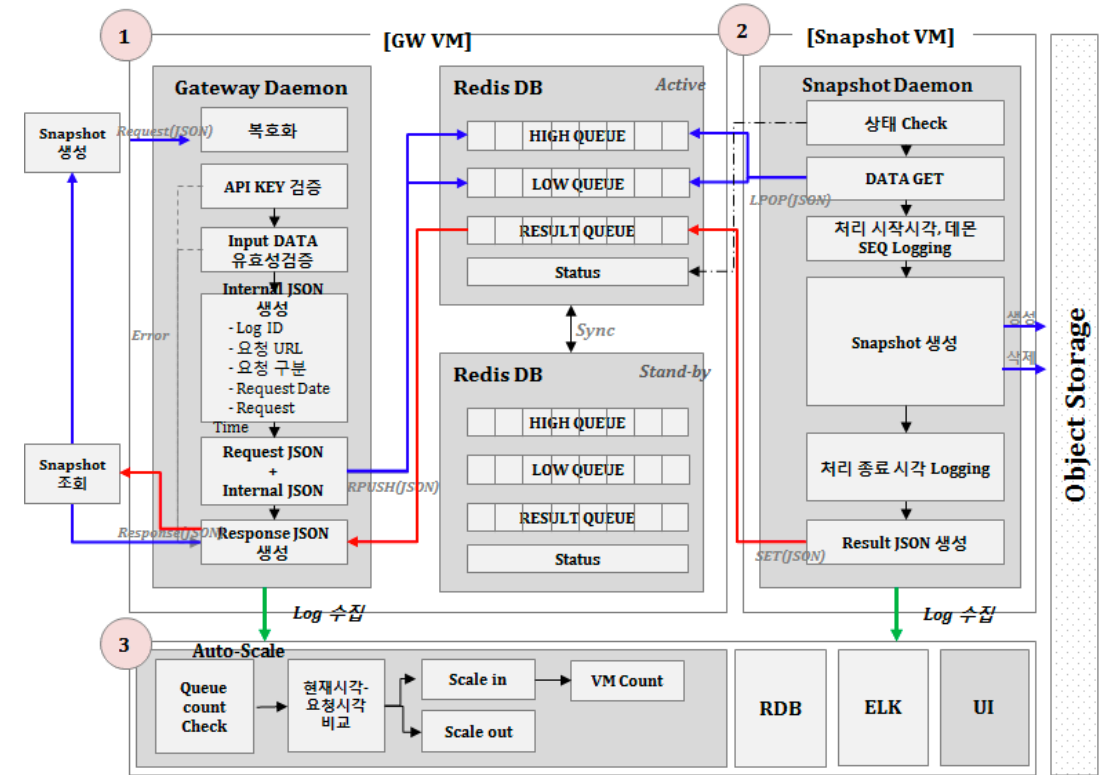 1
[GW VM]
2
[Snapshot VM]
Gateway Daemon
Snapshot
생성
Request(JSON)
복호화
API KEY 검증
Input DATA
유효성검증
Internal JSON
생성
- Log ID
- 요청 URL
- 요청 구분
- Request Date
- Request
Time
Error
Request JSON
+
Internal JSON
RPUSH(JSON)
Snapshot
조회
Response(JSON)
Response JSON
생성
Redis DB
Active
HIGH QUEUE
LOW QUEUE
RESULT QUEUE
Status
Sync
Redis DB
Stand-by
HIGH QUEUE
LOW QUEUE
RESULT QUEUE
Status
Snapshot Daemon
상태 Check
DATA GET
LPOP(JSON)
처리 시작시각, 데몬
SEQ Logging
Snapshot 생성
생성
삭제
처리 종료 시각 Logging
Result JSON 생성
SET(JSON)
Object Storage
Log 수집
Log 수집
3
Auto-Scale
Queue
count
Check
현재시각-
요청시각
비교
Scale in
Scale out
VM Count
RDB
ELK
UI